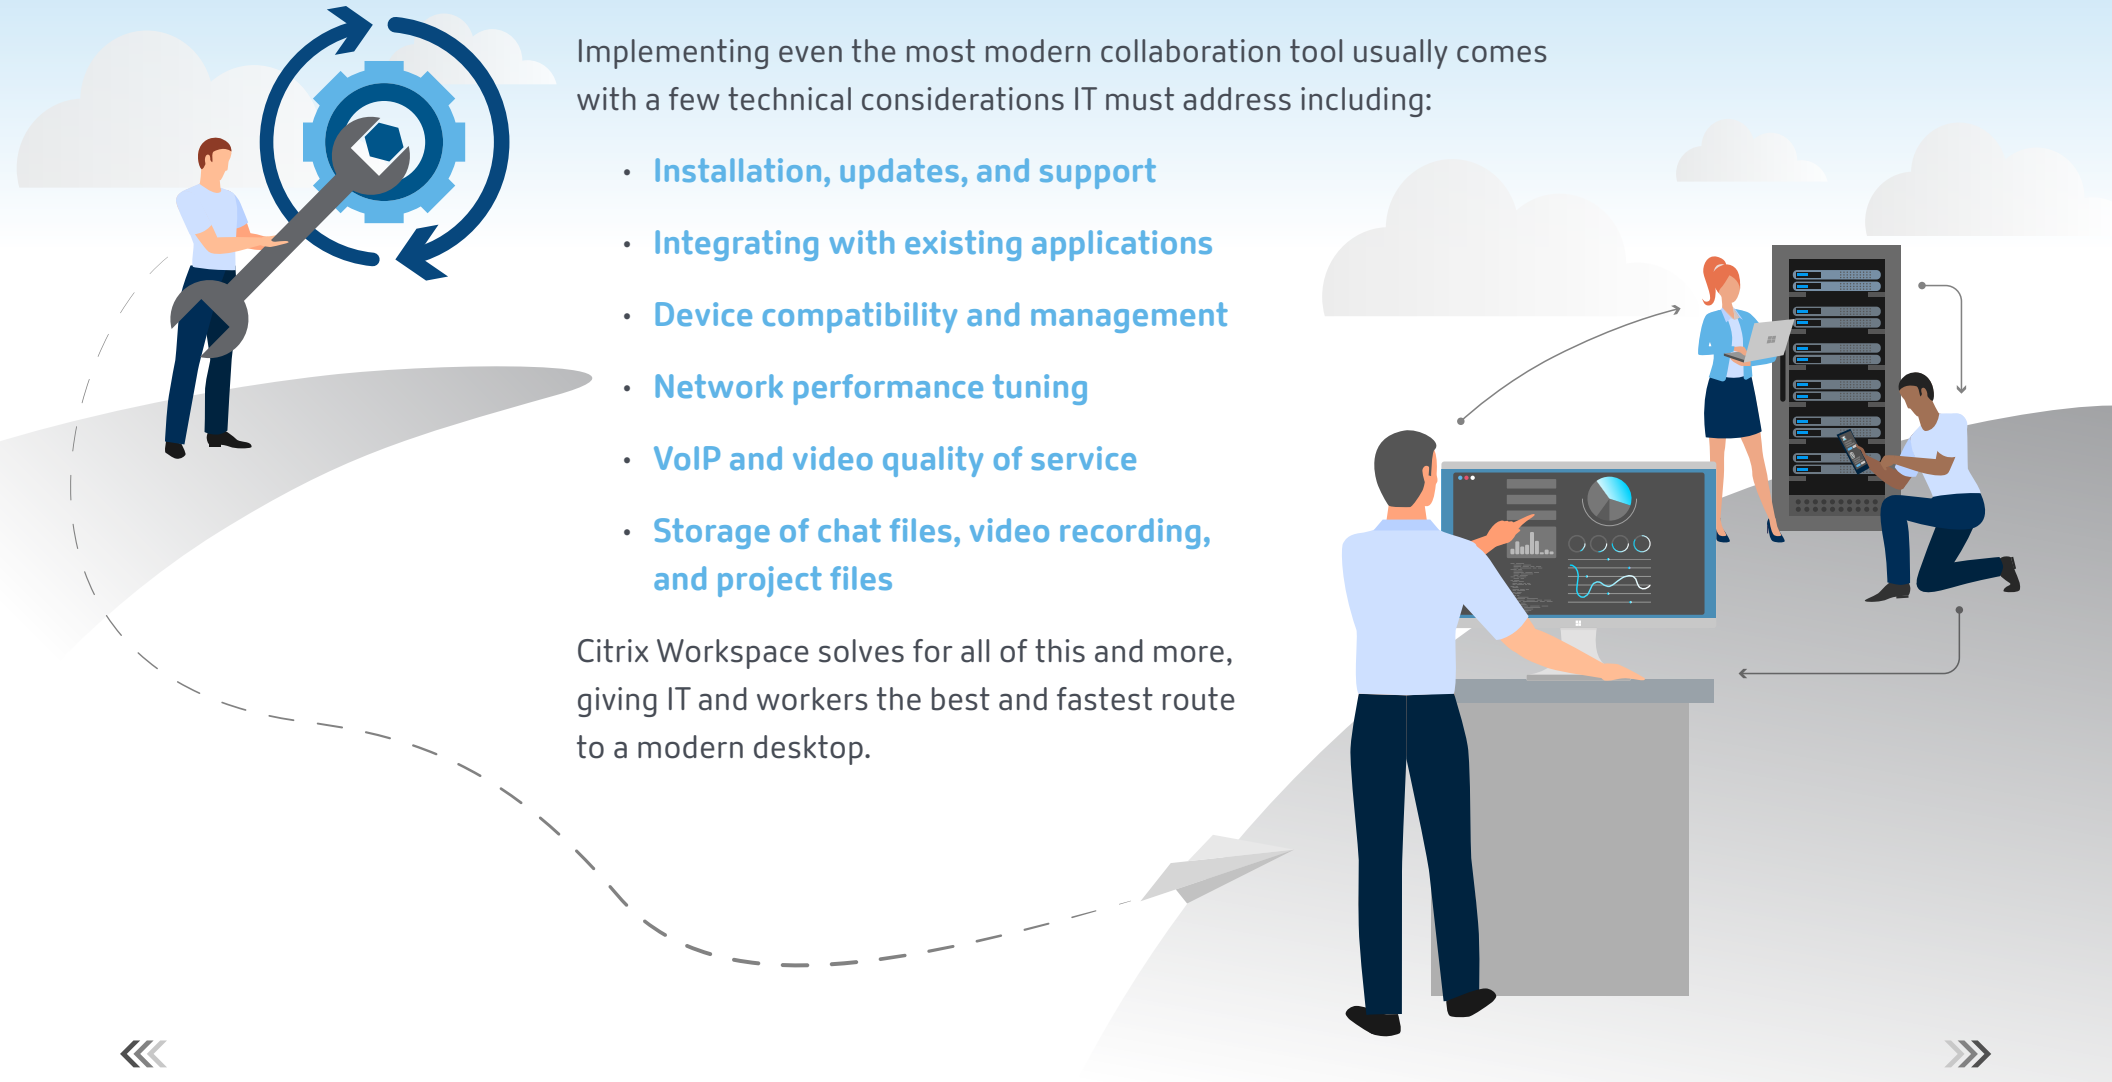 Implementing even the most modern collaboration tool usually comes
with a few technical considerations IT must address including:
• Installation, updates, and support
• Integrating with existing applications
• Device compatibility and management
• Network performance tuning
• VoIP and video quality of service
• Storage of chat files, video recording,
and project files
Citrix Workspace solves for all of this and more,
giving IT and workers the best and fastest route
to a modern desktop.